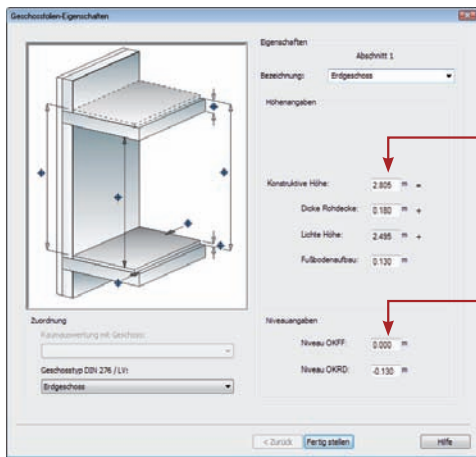 Geschossfolien-Eigenschaften
Eigenschaften
Abschnitt 1
Bezeichnung: Erdgeschoss
Höhenangaben
Konstruktive Höhe: 2.805 m =
Dicke Rohdecke: 0.180 m +
Lichte Höhe: 2.495 m +
Fußbodenaufbau: 0.130 m
Zuordnung
Raumauswertung mit Geschoss:
Geschosstyp DIN 276 / LV:
Erdgeschoss
Niveauangaben
Niveau OKFF: 0.000 m
Niveau OKRD: -0.130 m
< Zurück Fertig stellen Hilfe